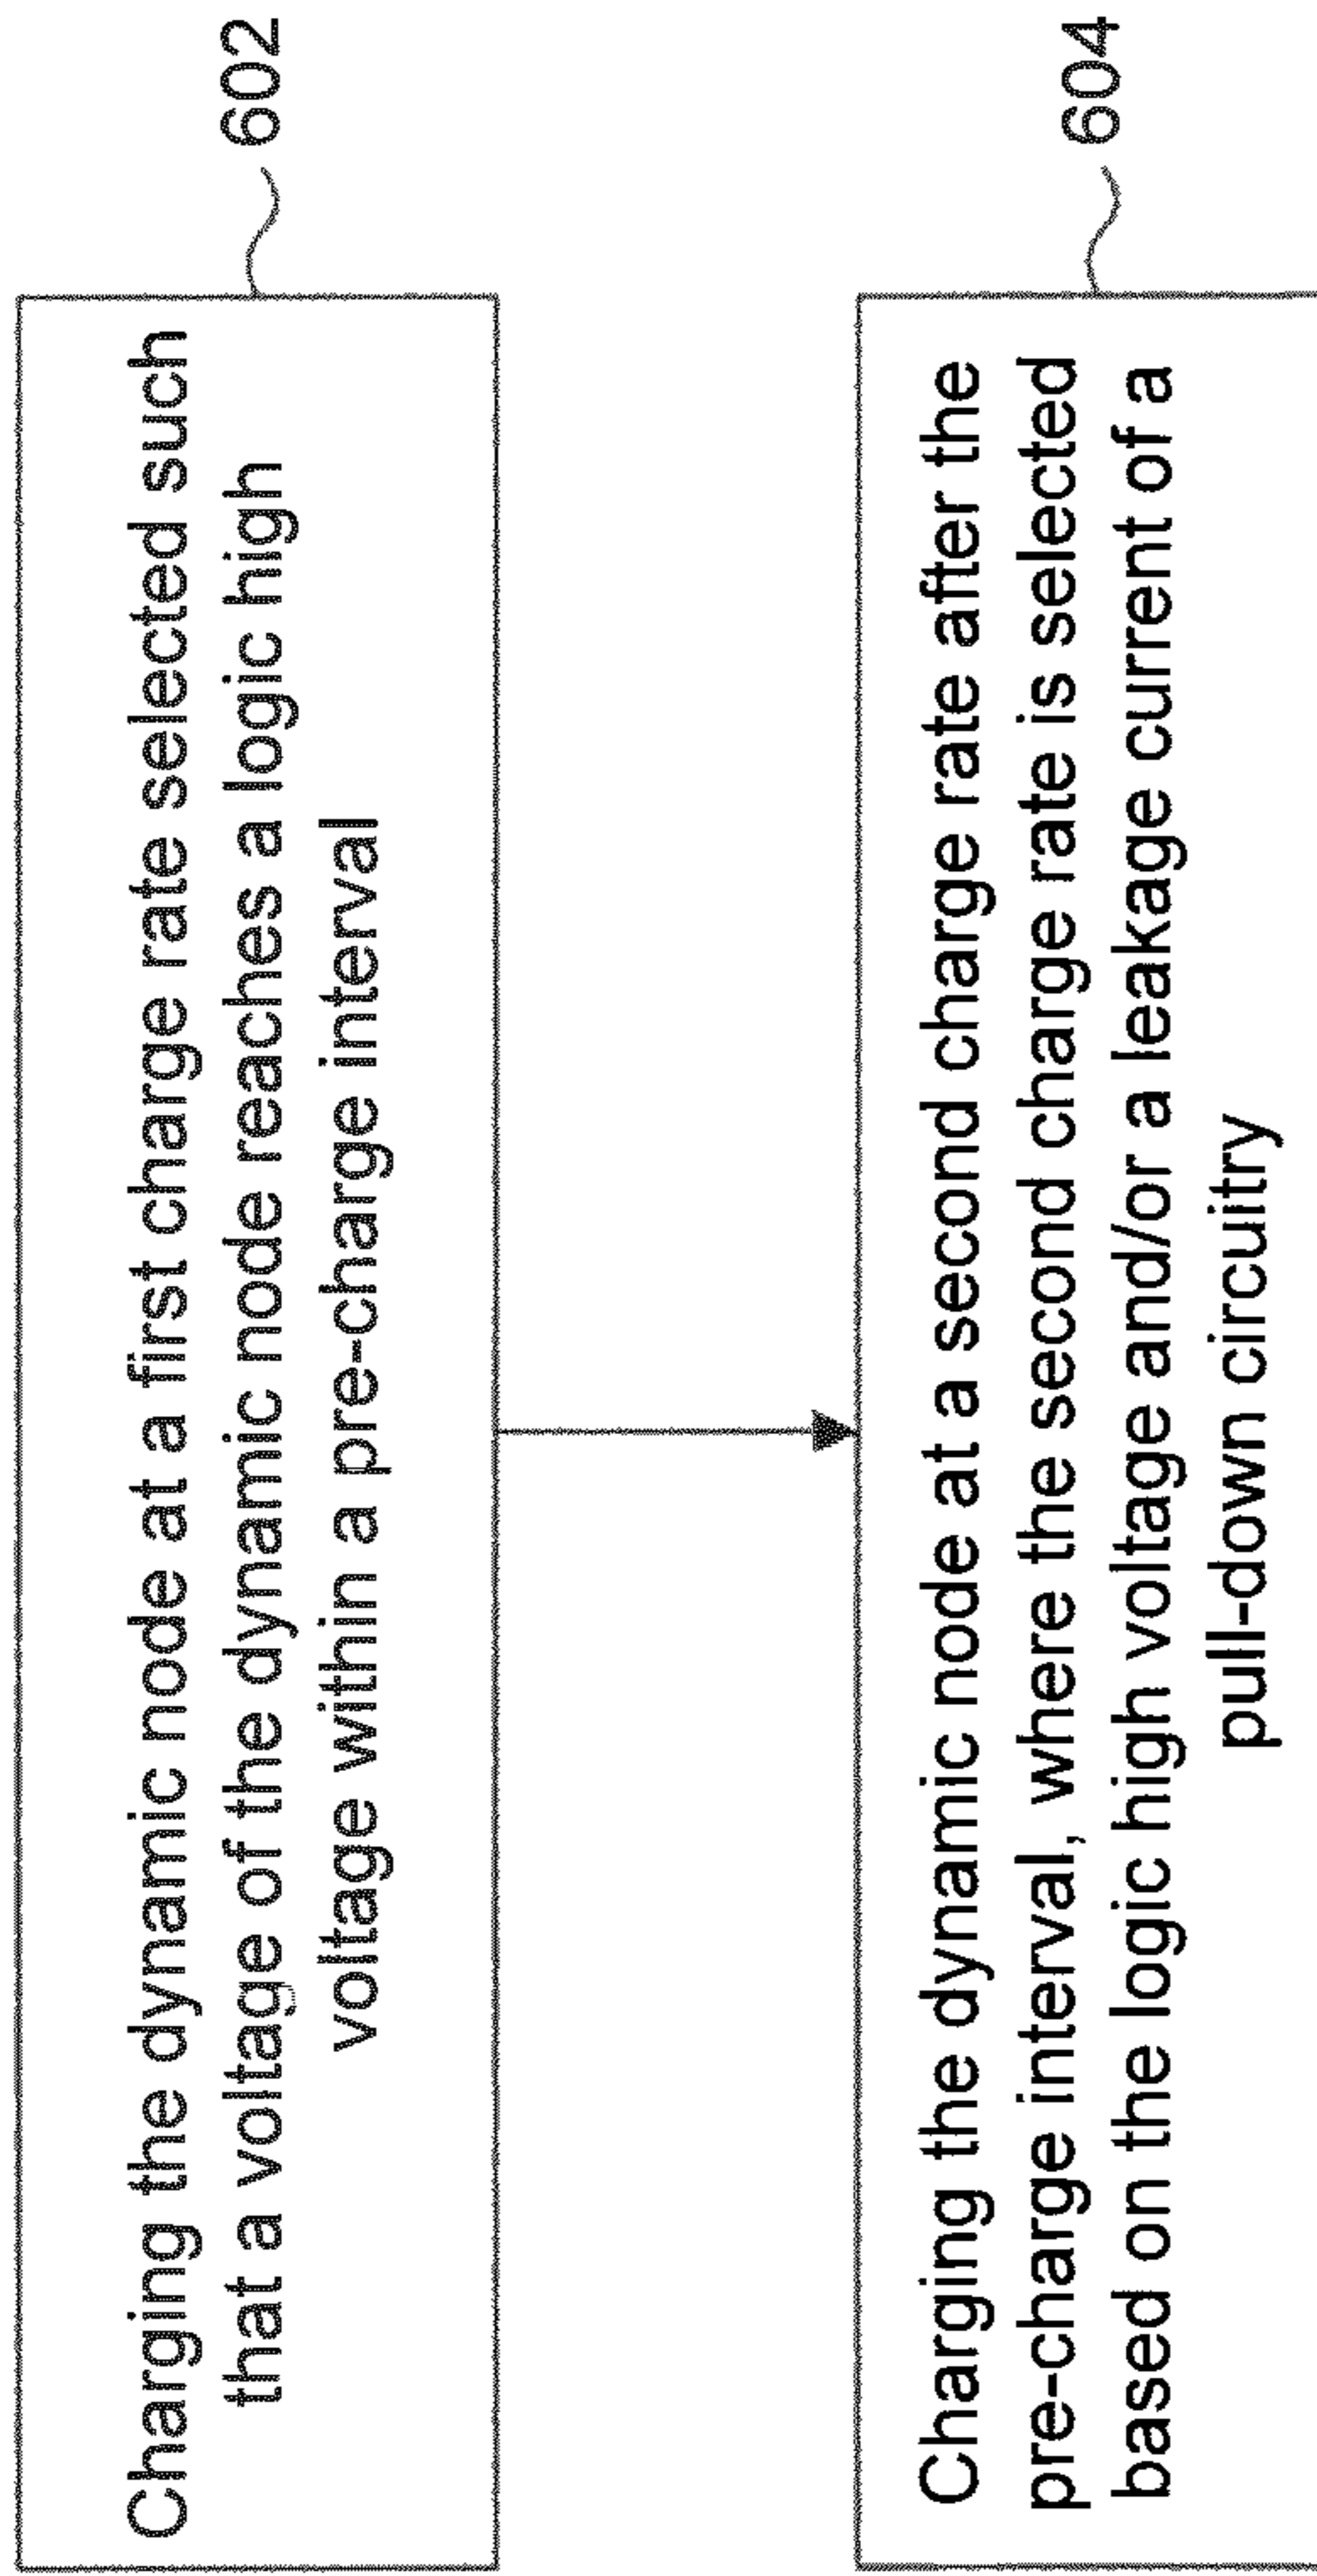 Charging the dynamic node at a first charge rate selected such
that a voltage of the dynamic node reaches a logic high
voltage within a pre-charge interval
602
Charging the dynamic node at a second charge rate after the
pre-charge interval, where the second charge rate is selected
based on the logic high voltage and/or a leakage current of a
pull-down circuitry
604